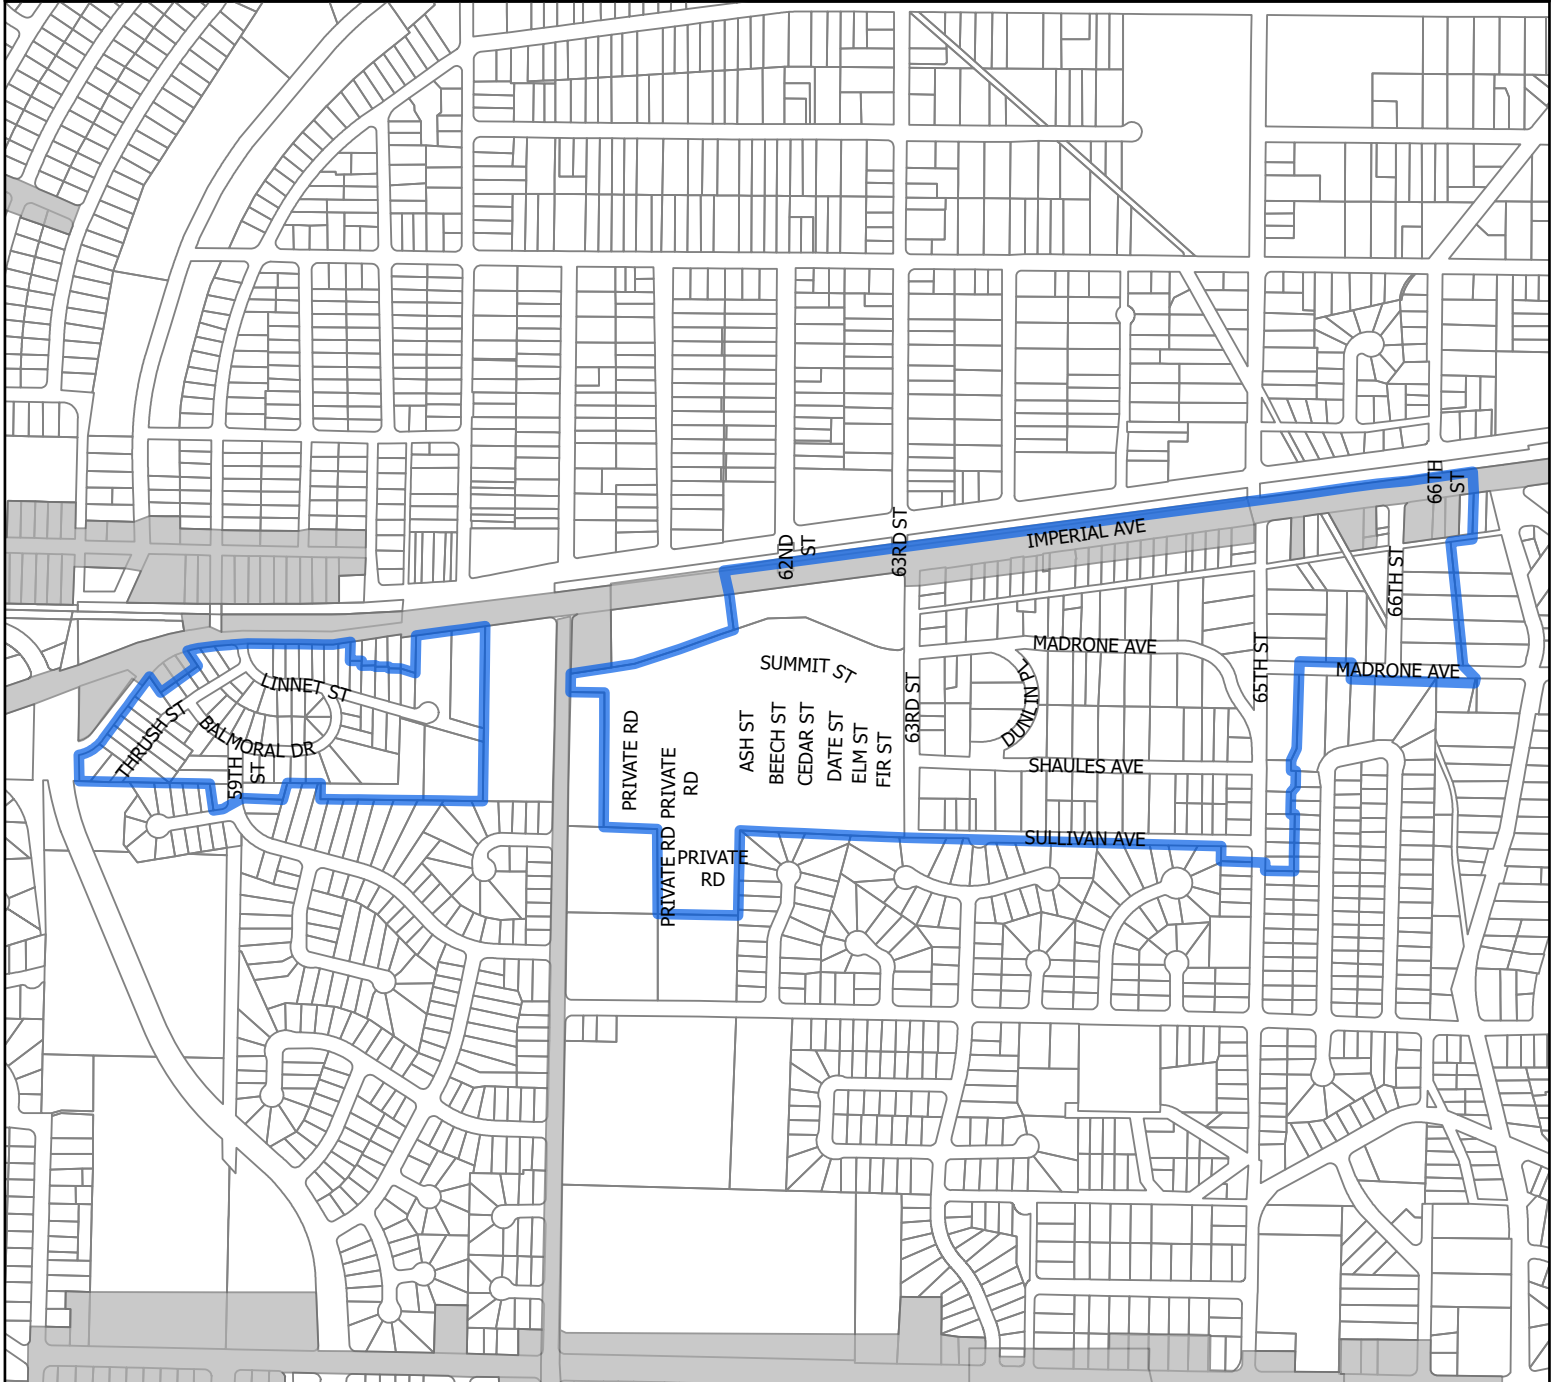 66TH
ST
IMPERIAL AVE
63RD ST
62ND
ST
66TH ST
MADRONE AVE
65TH ST
MADRONE AVE
SUMMIT ST
DUNLIN PL
63RD ST
LINNET ST
THRUSH ST
BALMORAL DR
59TH
ST
PRIVATE RD
PRIVATE
RD
ASH ST
BEECH ST
CEDAR ST
DATE ST
ELM ST
FIR ST
SHAULES AVE
SULLIVAN AVE
PRIVATE RD
PRIVATE
RD